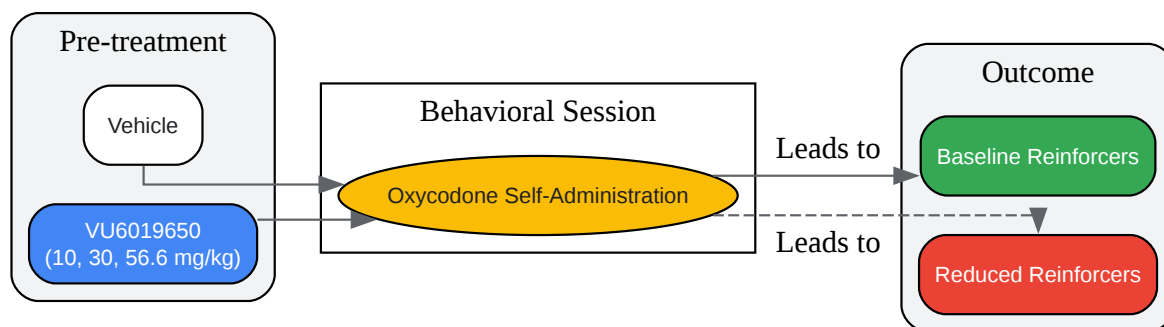 Pre-treatment
Vehicle
VU6019650
(10, 30, 56.6 mg/kg)
Behavioral Session
Oxycodone Self-Administration
Leads to
Leads to
Outcome
Baseline Reinforcers
Reduced Reinforcers